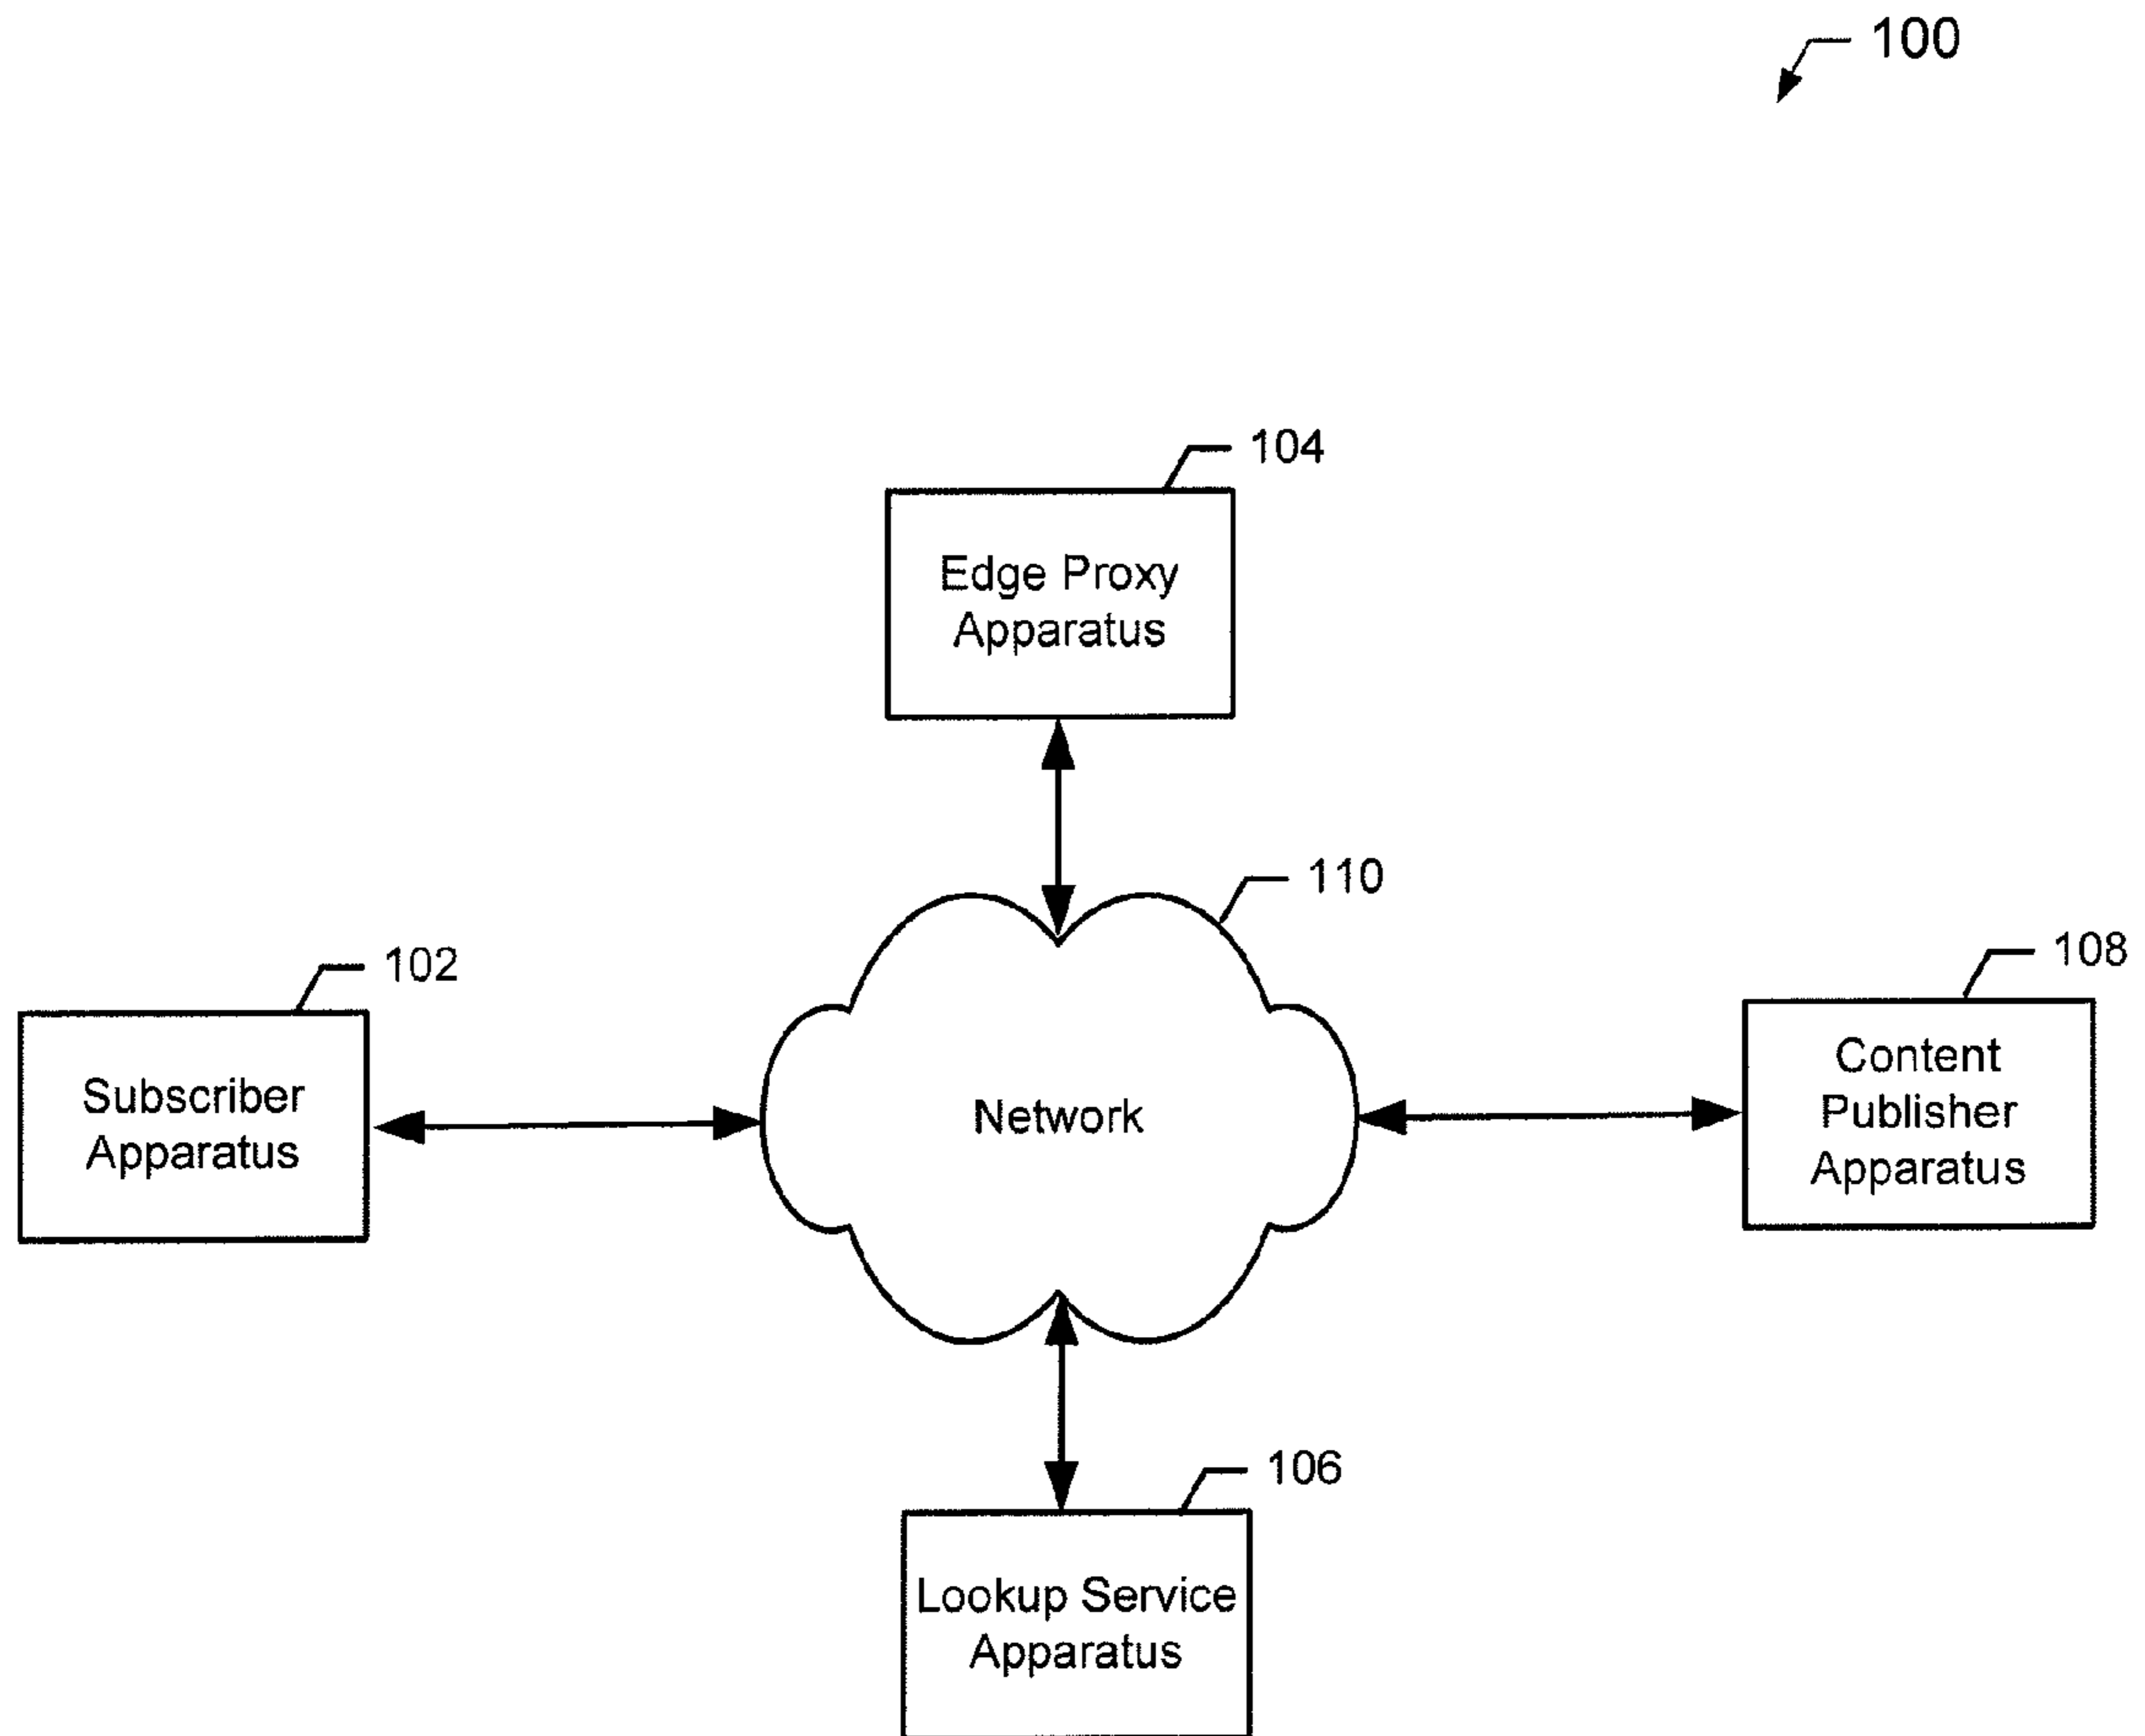 100
104
Edge Proxy
Apparatus
110
102
108
Subscriber
Apparatus
Network
Content
Publisher
Apparatus
106
Lookup Service
Apparatus